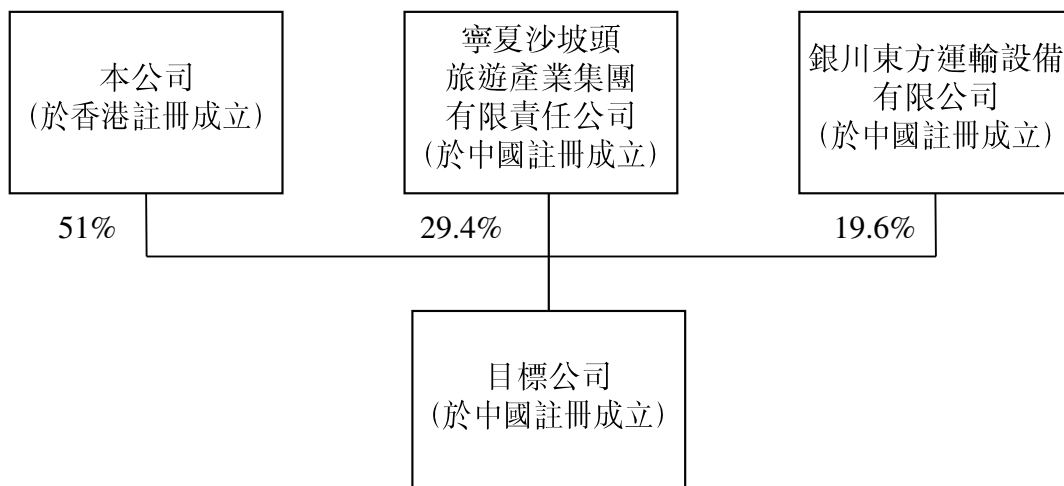 本公司
(於香港註冊成立)
寧夏沙坡頭
旅遊產業集團
有限責任公司
(於中國註冊成立)
銀川東方運輸設備
有限公司
(於中國註冊成立)
51%
29.4%
19.6%
目標公司
(於中國註冊成立)